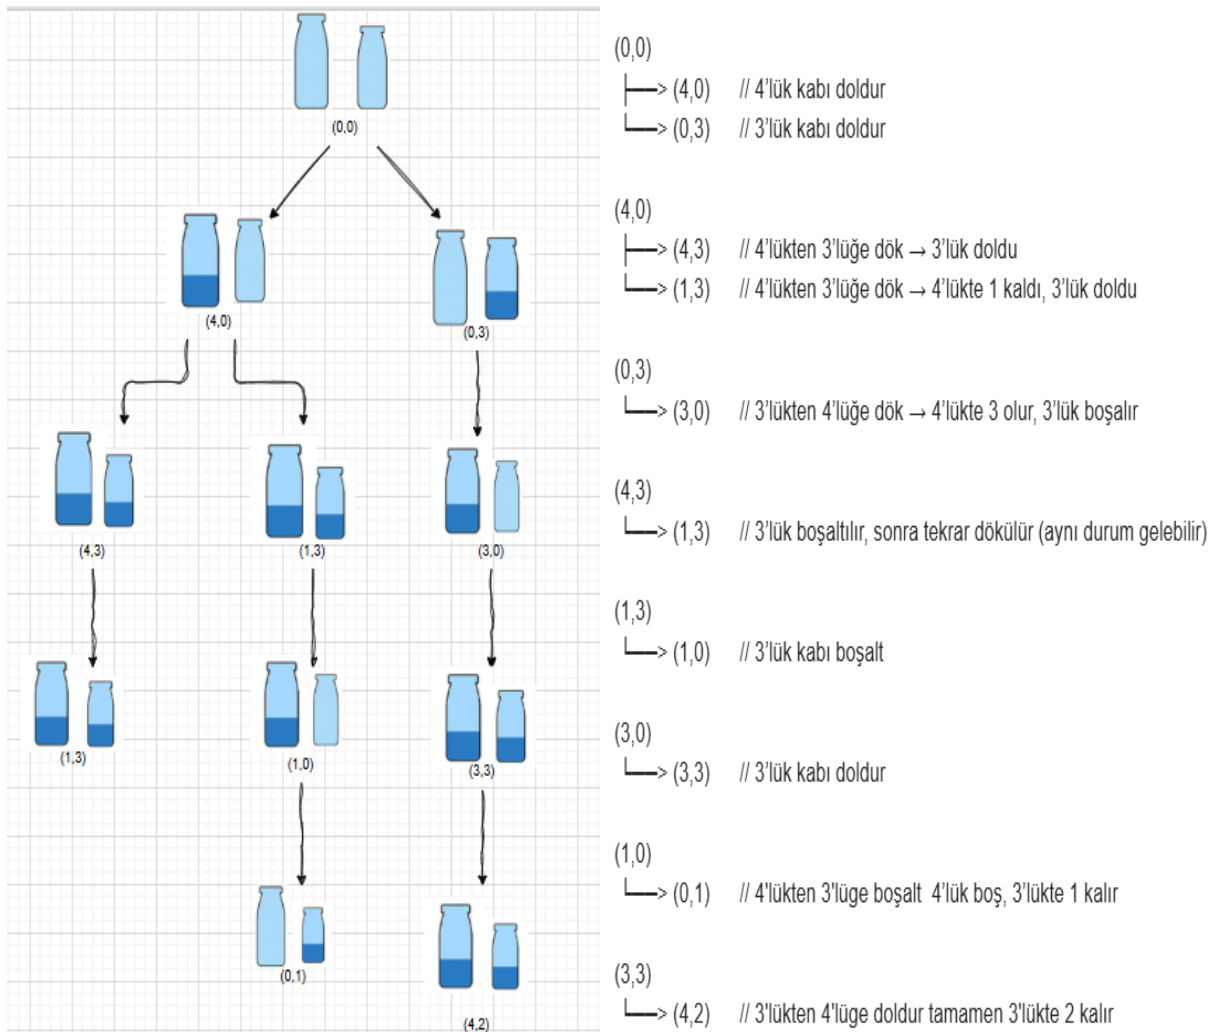 (0,0)
(4,0)
(0,3)
(4,3)
(1,3)
(3,0)
(1,3)
(1,0)
(3,3)
(0,1)
(4,2)
(0,0)
├──> (4,0) // 4’lük kabı doldur
└──> (0,3) // 3’lük kabı doldur
(4,0)
├──> (4,3) // 4’lükten 3’lüğe dök → 3’lük doldu
└──> (1,3) // 4’lükten 3’lüğe dök → 4’lükte 1 kaldı, 3’lük doldu
(0,3)
└──> (3,0) // 3’lükten 4’lüğe dök → 4’lükte 3 olur, 3’lük boşalır
(4,3)
└──> (1,3) // 3’lük boşaltılır, sonra tekrar dökülür (aynı durum gelebilir)
(1,3)
└──> (1,0) // 3’lük kabı boşalt
(3,0)
└──> (3,3) // 3’lük kabı doldur
(1,0)
└──> (0,1) // 4'lükten 3'lüge boşalt 4’lük boş, 3’lükte 1 kalır
(3,3)
└──> (4,2) // 3'lükten 4'lüge doldur tamamen 3'lükte 2 kalır